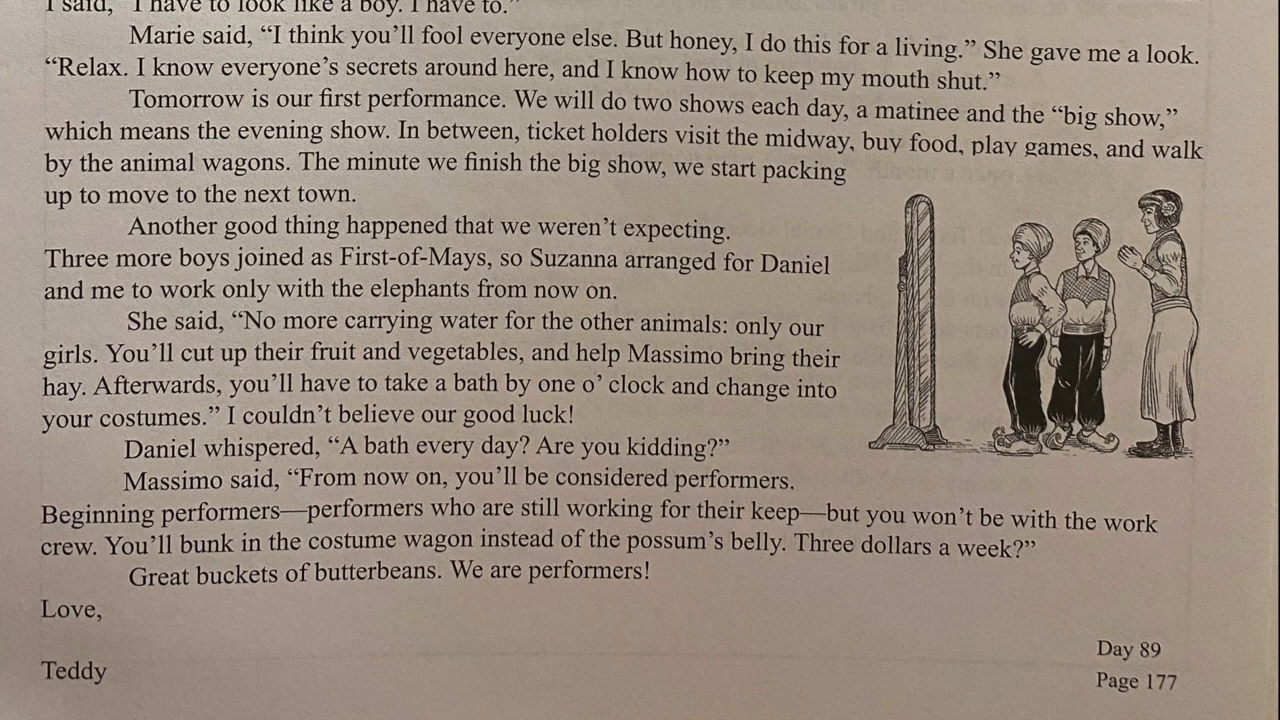 I said, “I have to look like a boy. I have to.”
Marie said, “I think you’ll fool everyone else. But honey, I do this for a living.” She gave me a look.
“Relax. I know everyone’s secrets around here, and I know how to keep my mouth shut.”
Tomorrow is our first performance. We will do two shows each day, a matinee and the “big show,”
which means the evening show. In between, ticket holders visit the midway, buy food, play games, and walk
by the animal wagons. The minute we finish the big show, we start packing
up to move to the next town.
Another good thing happened that we weren’t expecting.
Three more boys joined as First-of-Mays, so Suzanna arranged for Daniel
and me to work only with the elephants from now on.
She said, “No more carrying water for the other animals: only our
girls. You’ll cut up their fruit and vegetables, and help Massimo bring their
hay. Afterwards, you’ll have to take a bath by one o’ clock and change into
your costumes.” I couldn’t believe our good luck!
Daniel whispered, “A bath every day? Are you kidding?”
Massimo said, “From now on, you’ll be considered performers.
Beginning performers—performers who are still working for their keep—but you won’t be with the work
crew. You’ll bunk in the costume wagon instead of the possum’s belly. Three dollars a week?”
Great buckets of butterbeans. We are performers!
Love,
Teddy
Day 89
Page 177